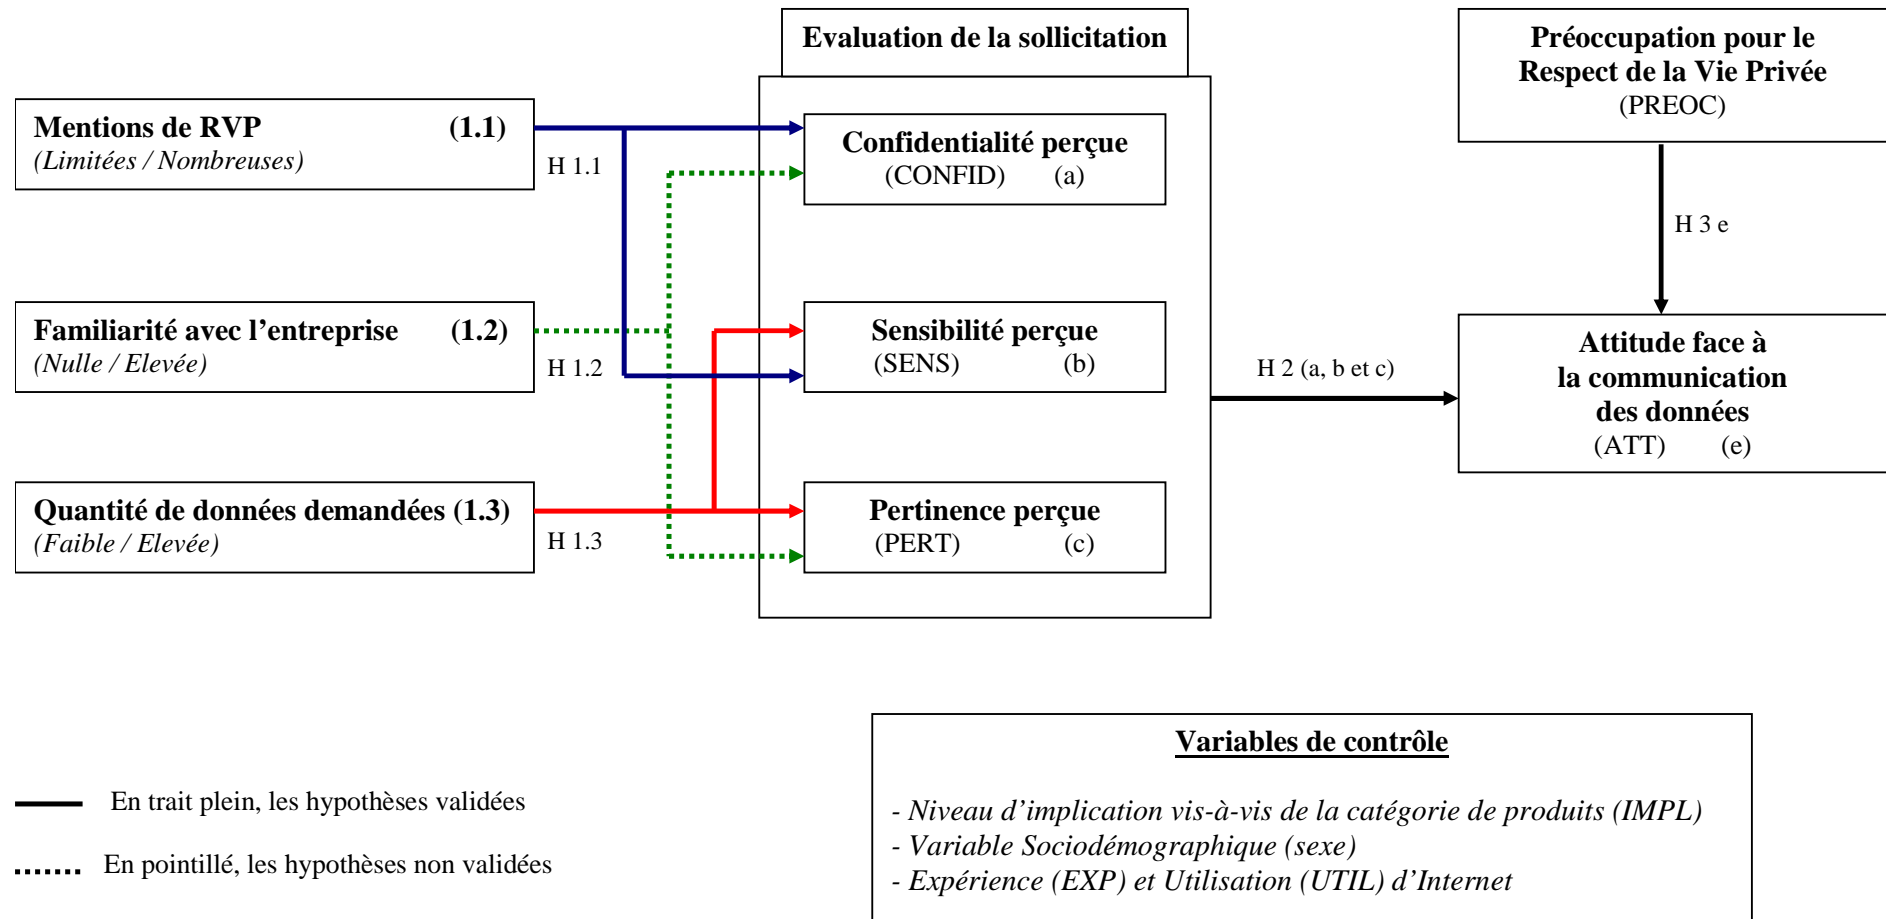 Evaluation de la sollicitation
Préoccupation pour le
Respect de la Vie Privée
(PREOC)
Mentions de RVP (1.1)
(Limitées / Nombreuses)
H 1.1
Confidentialité perçue
(CONFID) (a)
H 3 e
Familiarité avec l’entreprise (1.2)
(Nulle / Elevée)
H 1.2
Sensibilité perçue
(SENS) (b)
H 2 (a, b et c)
Attitude face à
la communication
des données
(ATT) (e)
Quantité de données demandées (1.3)
(Faible / Elevée)
H 1.3
Pertinence perçue
(PERT) (c)
En trait plein, les hypothèses validées
En pointillé, les hypothèses non validées
Variables de contrôle
- Niveau d’implication vis-à-vis de la catégorie de produits (IMPL)
- Variable Sociodémographique (sexe)
- Expérience (EXP) et Utilisation (UTIL) d’Internet